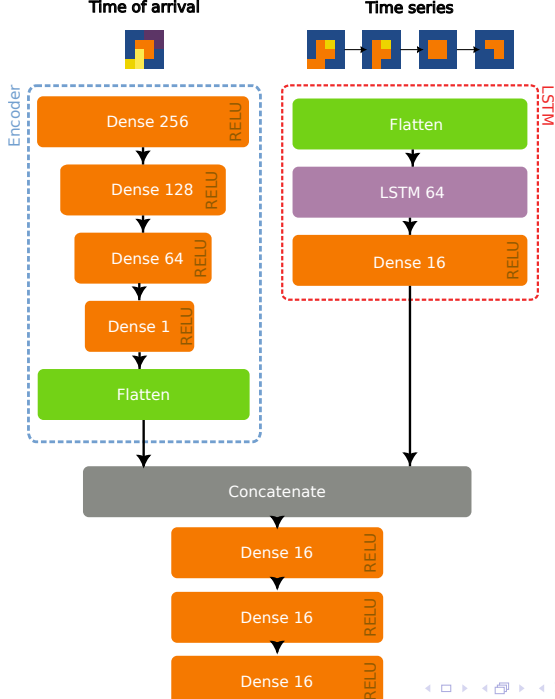 Time of arrival
Time series
Encoder
Dense 256
RELU
Dense 128
RELU
Dense 64
RELU
Dense 1
RELU
Flatten
LSTM
Flatten
LSTM 64
Dense 16
RELU
Concatenate
Dense 16
RELU
Dense 16
RELU
Dense 16
RELU